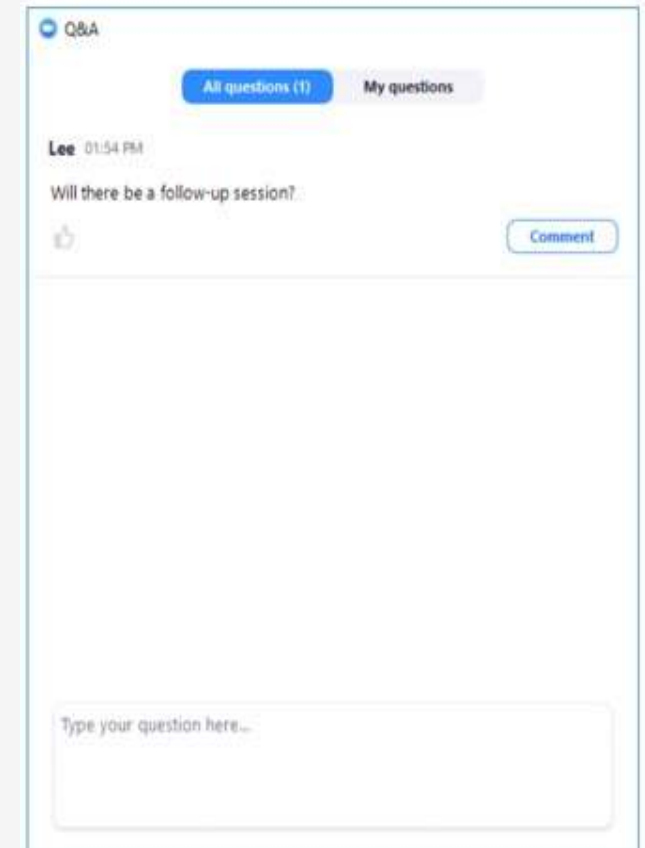 Q&A
All questions (1) My questions
Lee 01:54 PM
Will there be a follow-up session?
Comment
Type your question here...